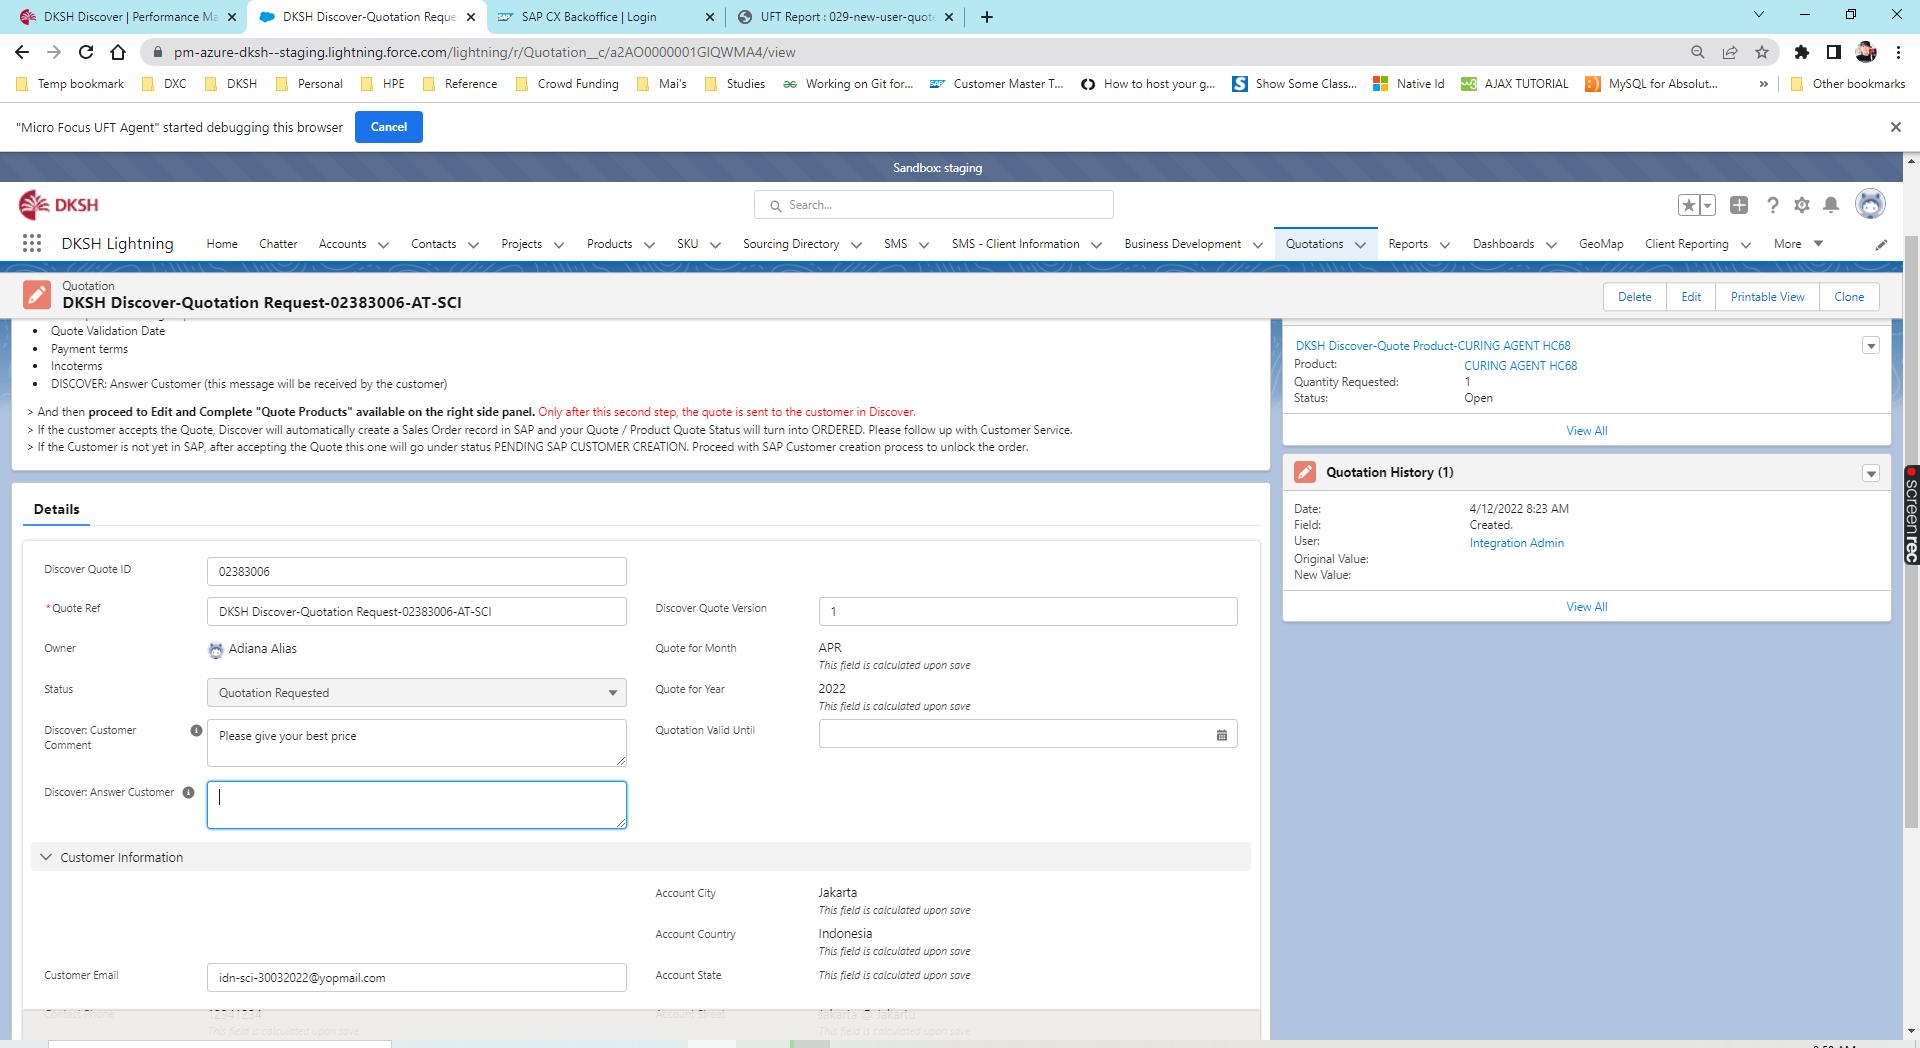 DKSH Discover | Performance Ma
DKSH Discover-Quotation Reque
SAP CX Backoffice | Login
UFT Report : 029-new-user-quot
pm-azure-dksh--staging.lightning.force.com/lightning/r/Quotation__c/a2AO0000001GIQWMA4/view
Temp bookmark
DXC
DKSH
Personal
HPE
Reference
Crowd Funding
Mai's
Studies
Working on Git for...
Customer Master T...
How to host your g...
Show Some Class...
Native Id
AJAX TUTORIAL
MySQL for Absolut...
Other bookmarks
"Micro Focus UFT Agent" started debugging this browser
Cancel
Sandbox: staging
DKSH
Search...
DKSH Lightning
Home
Chatter
Accounts
Contacts
Projects
Products
SKU
Sourcing Directory
SMS
SMS - Client Information
Business Development
Quotations
Reports
Dashboards
GeoMap
Client Reporting
More
Quotation
DKSH Discover-Quotation Request-02383006-AT-SCI
Delete
Edit
Printable View
Clone
• Quote Validation Date
• Payment terms
• Incoterms
• DISCOVER: Answer Customer (this message will be received by the customer)
> And then proceed to Edit and Complete "Quote Products" available on the right side panel. Only after this second step, the quote is sent to the customer in Discover.
> If the customer accepts the Quote, Discover will automatically create a Sales Order record in SAP and your Quote / Product Quote Status will turn into ORDERED. Please follow up with Customer Service.
> If the Customer is not yet in SAP, after accepting the Quote this one will go under status PENDING SAP CUSTOMER CREATION. Proceed with SAP Customer creation process to unlock the order.
DKSH Discover-Quote Product-CURING AGENT HC68
Product: CURING AGENT HC68
Quantity Requested: 1
Status: Open
View All
Quotation History (1)
Date: 4/12/2022 8:23 AM
Field: Created.
User: Integration Admin
Original Value:
New Value:
View All
Details
Discover Quote ID 02383006
*Quote Ref DKSH Discover-Quotation Request-02383006-AT-SCI
Discover Quote Version 1
Owner Adiana Alias
Quote for Month APR
This field is calculated upon save
Status Quotation Requested
Quote for Year 2022
This field is calculated upon save
Discover: Customer
Comment
Please give your best price
Quotation Valid Until
Discover: Answer Customer
Customer Information
Account City Jakarta
This field is calculated upon save
Account Country Indonesia
This field is calculated upon save
Customer Email idn-sci-30032022@yopmail.com
Account State This field is calculated upon save
Contact Phone 12341234
This field is calculated upon save
Account Street
This field is calculated upon save
screenrec